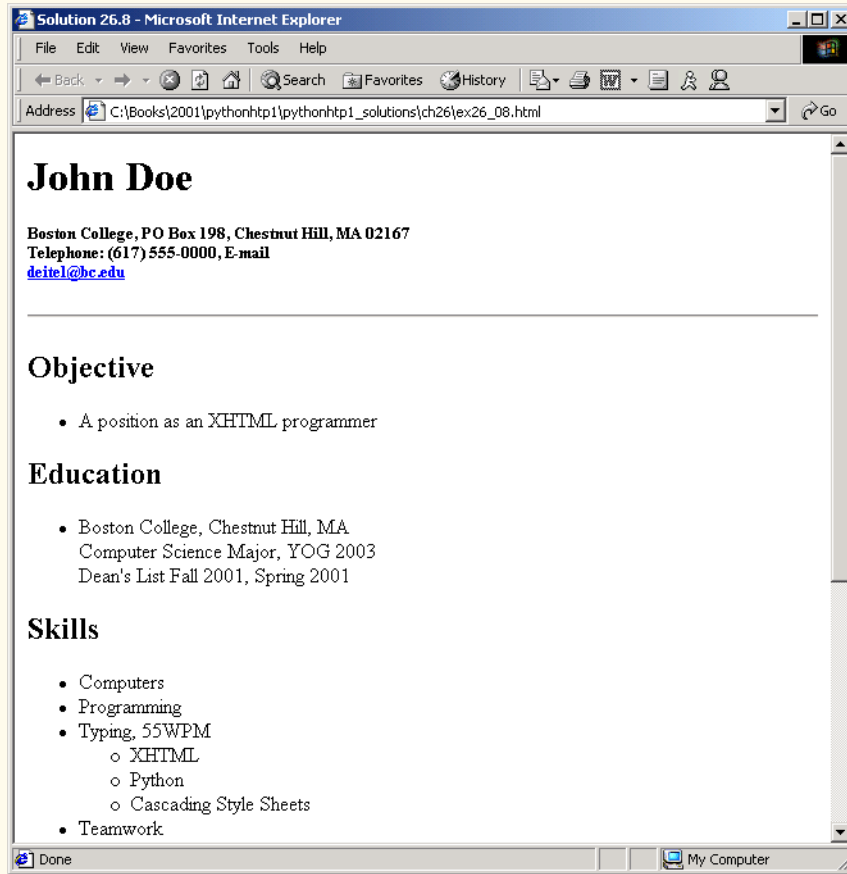 Solution 26.8 - Microsoft Internet Explorer
File Edit View Favorites Tools Help
Back Search Favorites History
Address C:\Books\2001\pythonhtp1\pythonhtp1_solutions\ch26\ex26_08.html Go
John Doe
Boston College, PO Box 198, Chestnut Hill, MA 02167
Telephone: (617) 555-0000, E-mail
deitel@bc.edu
Objective
• A position as an XHTML programmer
Education
• Boston College, Chestnut Hill, MA
Computer Science Major, YOG 2003
Dean's List Fall 2001, Spring 2001
Skills
• Computers
• Programming
• Typing, 55WPM
o XHTML
o Python
o Cascading Style Sheets
• Teamwork
Done My Computer